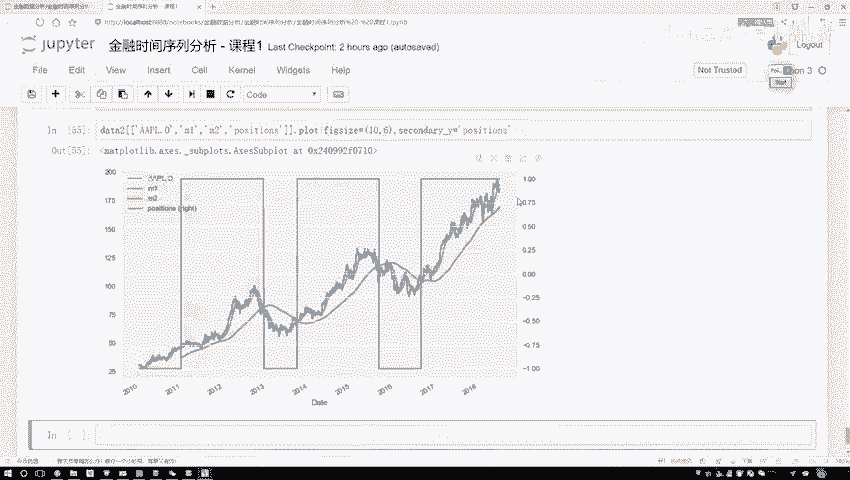 jupyter 金融时间序列分析 - 课程1 Last Checkpoint: 2 hours ago (autosaved)
Logout
File Edit View Insert Cell Kernel Widgets Help
Not Trusted
Start
Code
In [55] data2[['AAPL.O','m1','m2','positions']].plot figsize=(10,6),secondary_y='positions'
Out[55]: <matplotlib.axes._subplots.AxesSubplot at 0x240992f0710>
AAPL.O
m1
m2
positions (right)
200
175
150
125
100
75
50
25
1.00
0.75
0.50
0.25
0.00
−0.25
−0.50
−0.75
−1.00
2010 2011 2012 2013 2014 2015 2016 2017 2018
Date
In [ ]